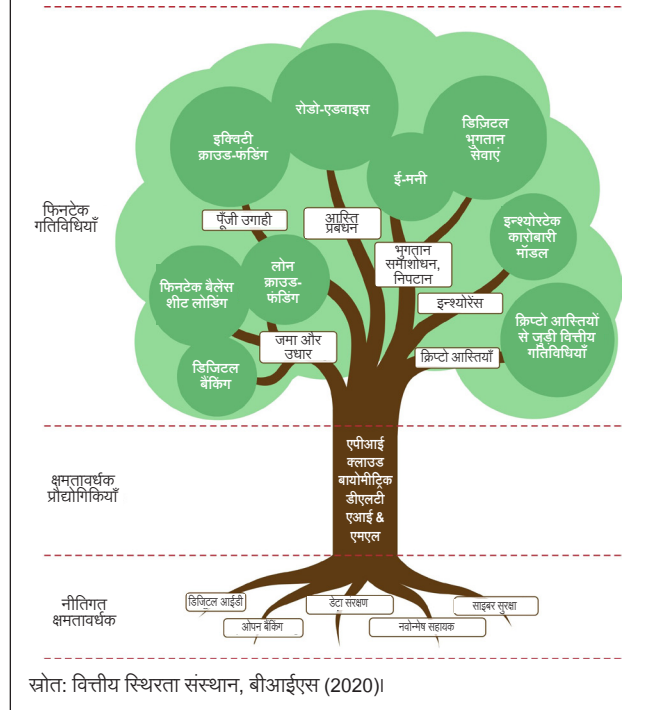 रोडो-एडवाइस
इक्विटी
क्राउड-फंडिंग
डिज़िटल
भुगतान
सेवाएं
ई-मनी
फिनटेक
गतिविधियाँ
पूँजी उगाही
आस्ति
प्रबंधन
भुगतान
समाशोधन,
निपटान
इन्श्योरटेक
कारोबारी
मॉडल
लोन
क्राउड-
फंडिंग
फिनटेक बैलेंस
शीट लोडिंग
इन्श्योरेंस
क्रिप्टो आस्तियों
से जुड़ी वित्तीय
गतिविधियाँ
जमा और
उधार
क्रिप्टो आस्तियाँ
डिजिटल
बैंकिंग
क्षमतावर्धक
प्रौद्योगिकियाँ
एपीआई
क्लाउड
बायोमीट्रिक
डीएलटी
एआई &
एमएल
नीतिगत
क्षमतावर्धक
डिजिटल आईडी
डेटा संरक्षण
साइबर सुरक्षा
ओपन बैंकिंग
नवोन्मेष सहायक
स्रोत: वित्तीय स्थिरता संस्थान, बीआईएस (2020)।